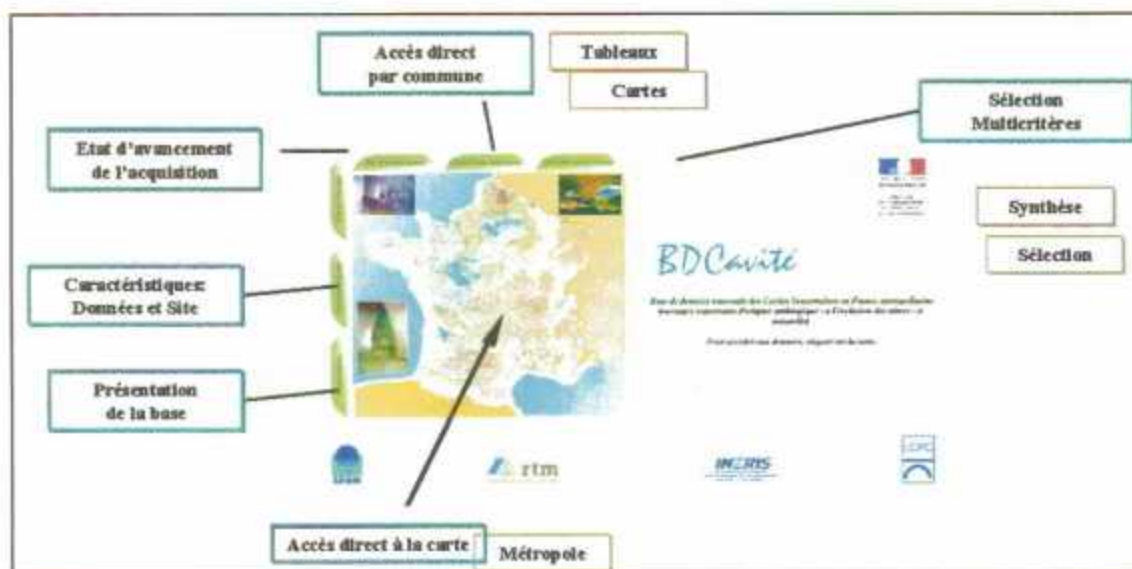 Accès direct
par commune
Tableaux
Cartes
Sélection
Multicritères
Etat d'avancement
de l'acquisition
Synthèse
Sélection
BDCavité
Caractéristiques:
Données et Site
Présentation
de la base
rtm
INERIS
LCPC
Accès direct à la carte
Métropole